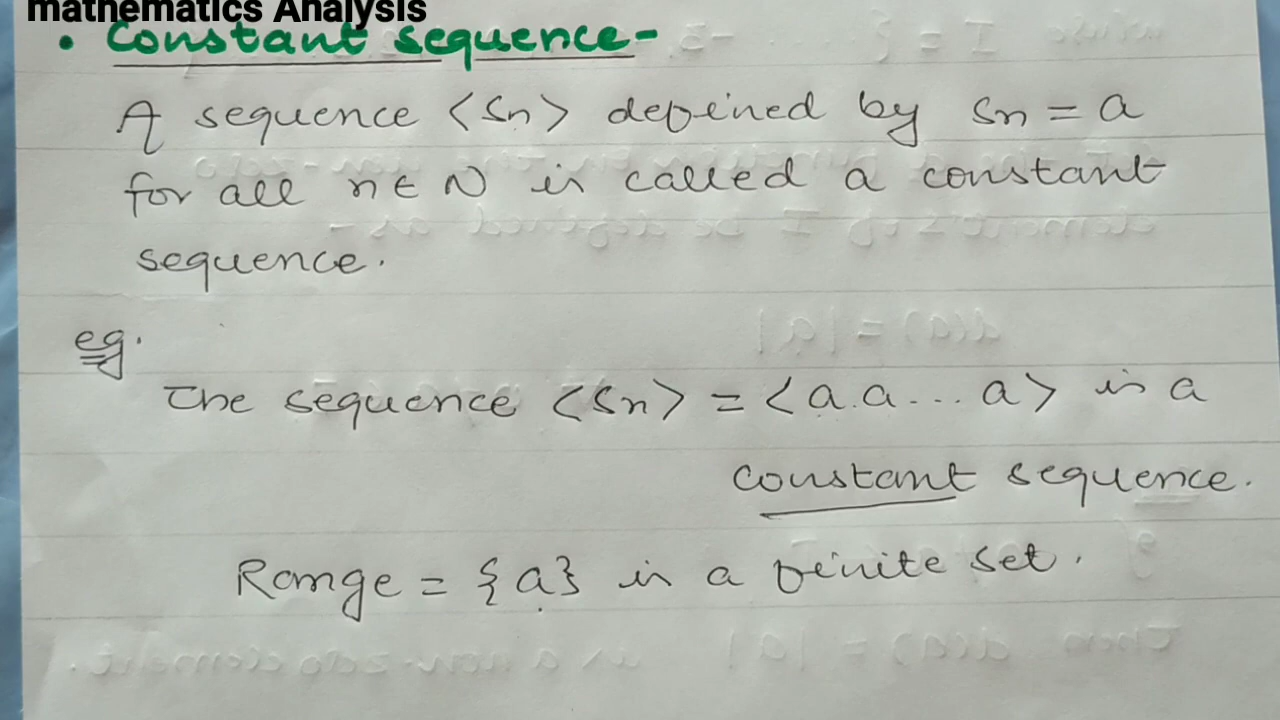 mathematics Analysis
• Constant sequence-
A sequence <Sn> defined by Sn = a
for all n ∈ N is called a constant
sequence.
eg.
The sequence <Sn> = <a.a... a> is a
constant sequence.
Range = {a} is a finite set.